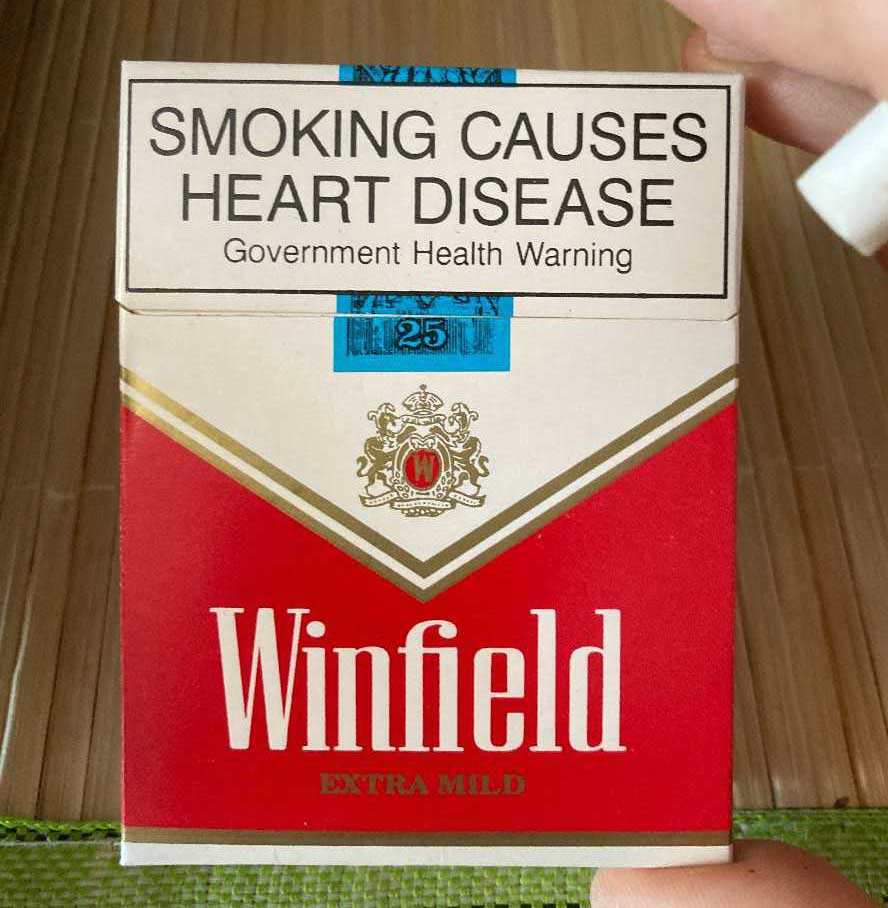 SMOKING CAUSES
HEART DISEASE
Government Health Warning
25
W
Winfield
EXTRA MILD